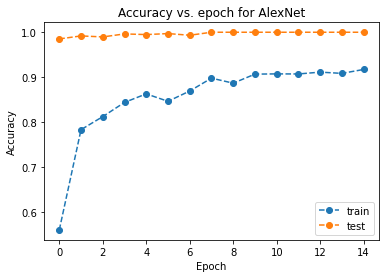 Accuracy vs. epoch for AlexNet
1.0
0.9
0.8
0.7
0.6
Accuracy
0 2 4 6 8 10 12 14
Epoch
train
test